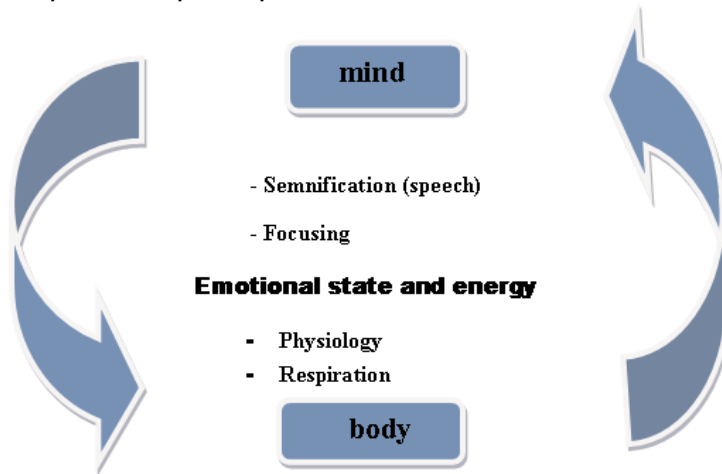 mind
- Semnification (speech)
- Focusing
Emotional state and energy
- Physiology
- Respiration
body